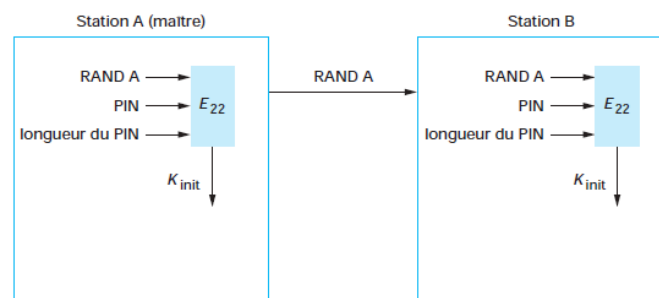 Station A (maître)
Station B
RAND A
PIN
longueur du PIN
E22
Kinit
RAND A
RAND A
PIN
longueur du PIN
E22
Kinit